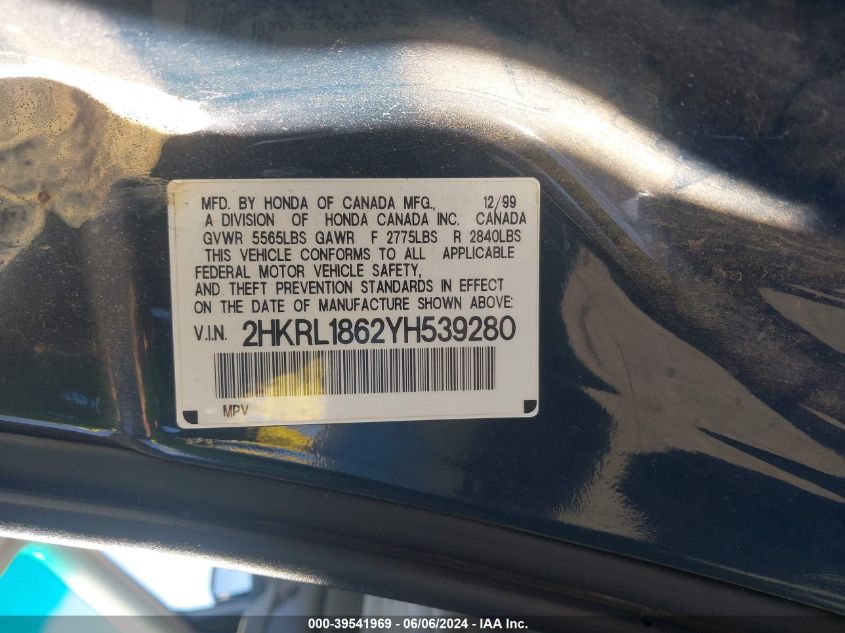 MFD. BY HONDA OF CANADA MFG., 12/99
A DIVISION OF HONDA CANADA INC. CANADA
GVWR 5565LBS GAWR F 2775LBS R 2840LBS
THIS VEHICLE CONFORMS TO ALL APPLICABLE
FEDERAL MOTOR VEHICLE SAFETY,
AND THEFT PREVENTION STANDARDS IN EFFECT
ON THE DATE OF MANUFACTURE SHOWN ABOVE:
V.I.N. 2HKRL1862YH539280
MPV
000-39541969 - 06/06/2024 - IAA Inc.